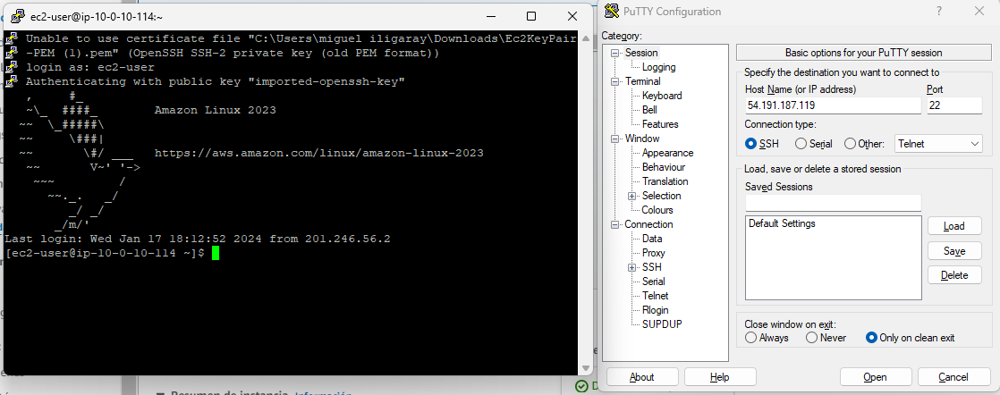 ec2-user@ip-10-0-10-114:~
Unable to use certificate file "C:\Users\miguel iligaray\Downloads\Ec2KeyPair
-PEM (1).pem" (OpenSSH SSH-2 private key (old PEM format))
login as: ec2-user
Authenticating with public key "imported-openssh-key"
   ,     #_
   ~\_  ####_        Amazon Linux 2023
  ~~  \_#####\
  ~~     \###|
  ~~       \#/ ___   https://aws.amazon.com/linux/amazon-linux-2023
   ~~       V~' '->
    ~~~         /
      ~~._.   _/
         _/ _/
       _/m/'
Last login: Wed Jan 17 18:12:52 2024 from 201.246.56.2
[ec2-user@ip-10-0-10-114 ~]$
PuTTY Configuration
?
Category:
Session
Logging
Terminal
Keyboard
Bell
Features
Window
Appearance
Behaviour
Translation
Selection
Colours
Connection
Data
Proxy
SSH
Serial
Telnet
Rlogin
SUPDUP
Basic options for your PuTTY session
Specify the destination you want to connect to
Host Name (or IP address) Port
54.191.187.119 22
Connection type:
SSH Serial Other: Telnet
Load, save or delete a stored session
Saved Sessions
Default Settings
Load
Save
Delete
Close window on exit:
Always Never Only on clean exit
About Help Open Cancel
Resumen de instancia Información